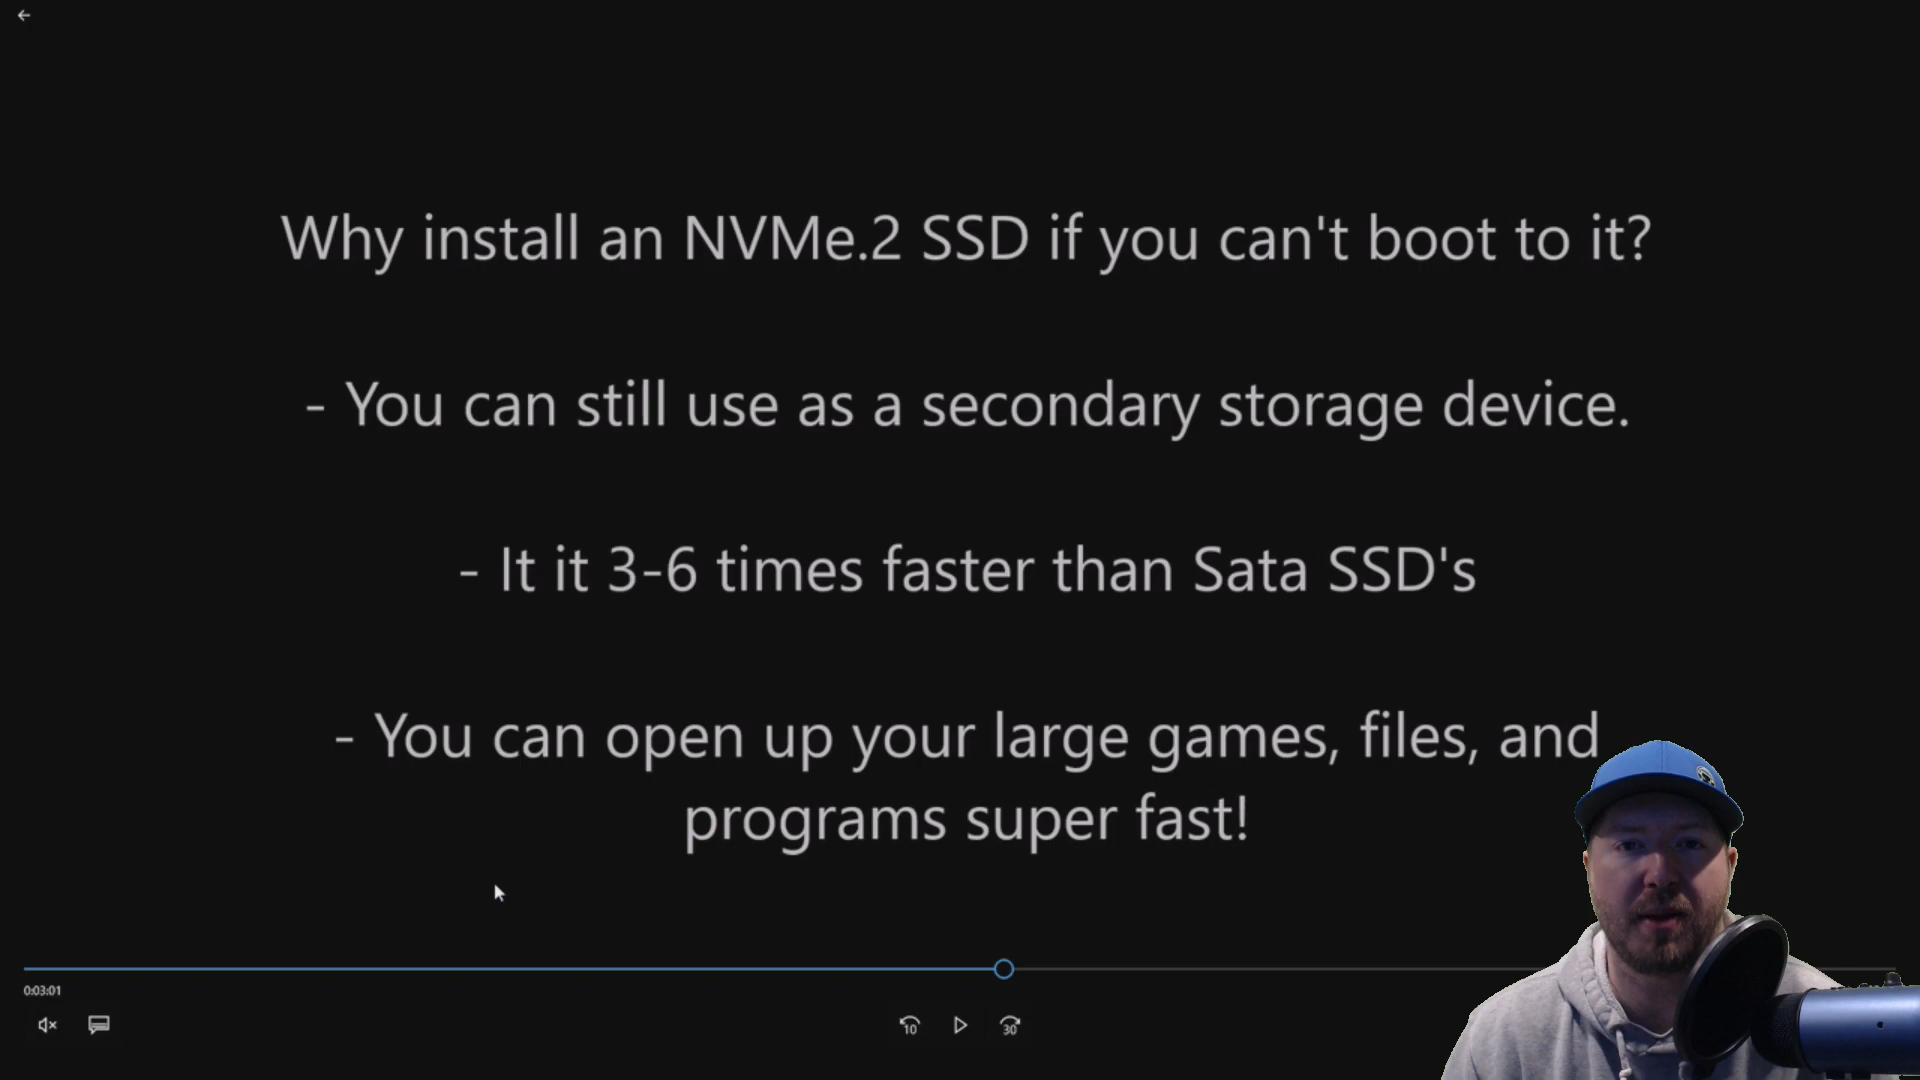 Why install an NVMe.2 SSD if you can't boot to it?
- You can still use as a secondary storage device.
- It it 3-6 times faster than Sata SSD's
- You can open up your large games, files, and
programs super fast!
0:03:01
10
30